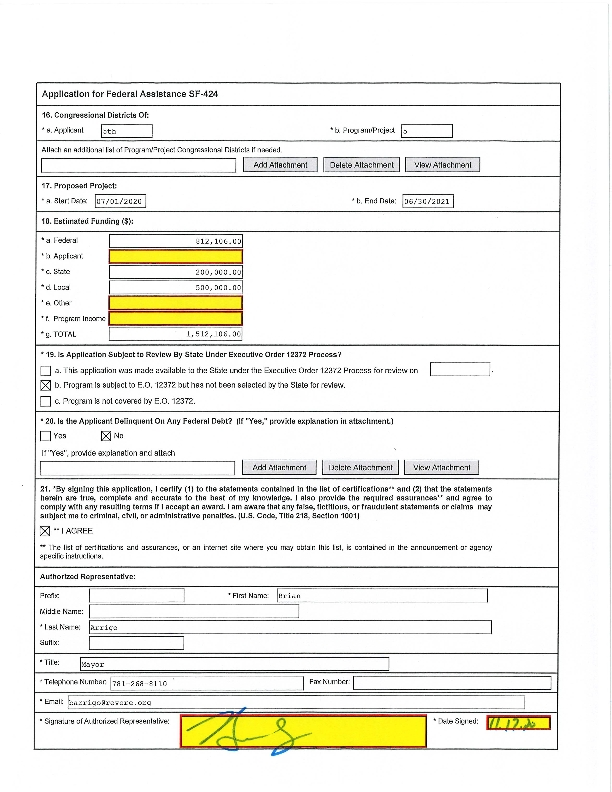 Application for Federal Assistance SF-424
16. Congressional Districts Of:
* a. Applicant 5th * b. Program/Project 5
Attach an additional list of Program/Project Congressional Districts if needed.
Add Attachment Delete Attachment View Attachment
17. Proposed Project:
* a. Start Date: 07/01/2020 * b. End Date: 06/30/2021
18. Estimated Funding ($):
* a. Federal 812,106.00
* b. Applicant
* c. State 200,000.00
* d. Local 500,000.00
* e. Other
* f. Program Income
* g. TOTAL 1,512,106.00
* 19. Is Application Subject to Review By State Under Executive Order 12372 Process?
a. This application was made available to the State under the Executive Order 12372 Process for review on .
b. Program is subject to E.O. 12372 but has not been selected by the State for review.
c. Program is not covered by E.O. 12372.
* 20. Is the Applicant Delinquent On Any Federal Debt? (If "Yes," provide explanation in attachment.)
Yes No
If "Yes", provide explanation and attach
Add Attachment Delete Attachment View Attachment
21. *By signing this application, I certify (1) to the statements contained in the list of certifications** and (2) that the statements
herein are true, complete and accurate to the best of my knowledge. I also provide the required assurances** and agree to
comply with any resulting terms if I accept an award. I am aware that any false, fictitious, or fraudulent statements or claims may
subject me to criminal, civil, or administrative penalties. (U.S. Code, Title 218, Section 1001)
** I AGREE
** The list of certifications and assurances, or an internet site where you may obtain this list, is contained in the announcement or agency
specific instructions.
Authorized Representative:
Prefix: * First Name: Brian
Middle Name:
* Last Name: Arrigo
Suffix:
* Title: Mayor
* Telephone Number: 781-268-8110 Fax Number:
* Email: barrigo@revere.org
* Signature of Authorized Representative: * Date Signed: 11.17.20